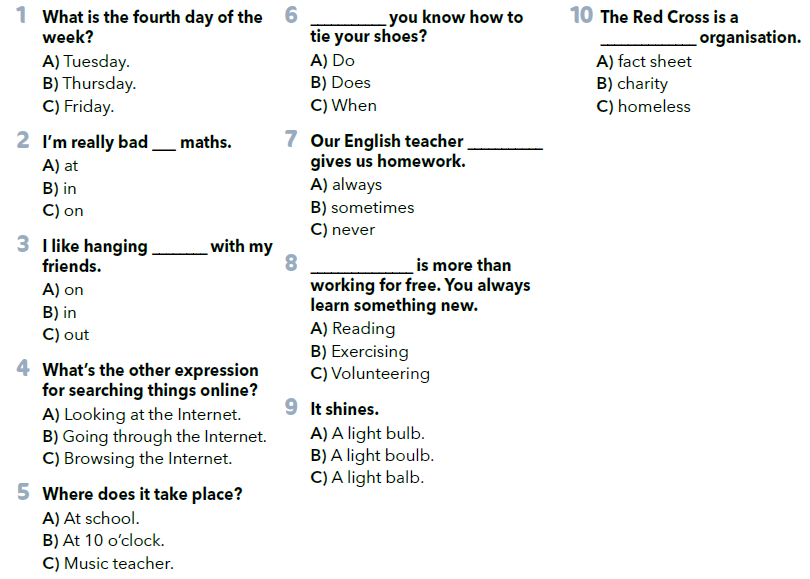 1 What is the fourth day of the
week?
A) Tuesday.
B) Thursday.
C) Friday.
2 I'm really bad ___ maths.
A) at
B) in
C) on
3 I like hanging _______ with my
friends.
A) on
B) in
C) out
4 What's the other expression
for searching things online?
A) Looking at the Internet.
B) Going through the Internet.
C) Browsing the Internet.
5 Where does it take place?
A) At school.
B) At 10 o'clock.
C) Music teacher.
6 __________ you know how to
tie your shoes?
A) Do
B) Does
C) When
7 Our English teacher __________
gives us homework.
A) always
B) sometimes
C) never
8 _____________ is more than
working for free. You always
learn something new.
A) Reading
B) Exercising
C) Volunteering
9 It shines.
A) A light bulb.
B) A light boulb.
C) A light balb.
10 The Red Cross is a
____________ organisation.
A) fact sheet
B) charity
C) homeless